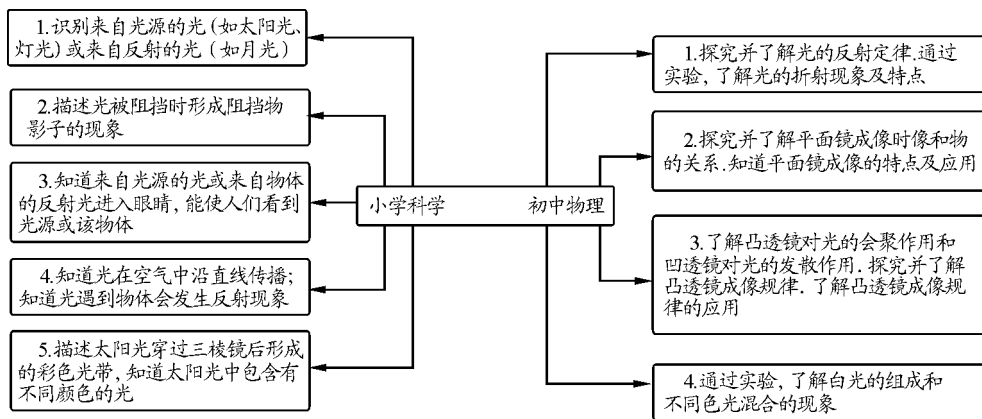 1.识别来自光源的光(如太阳光、
灯光)或来自反射的光(如月光)
2.描述光被阻挡时形成阻挡物
影子的现象
3.知道来自光源的光或来自物体
的反射光进入眼睛,能使人们看到
光源或该物体
4.知道光在空气中沿直线传播;
知道光遇到物体会发生反射现象
5.描述太阳光穿过三棱镜后形成
的彩色光带,知道太阳光中包含有
不同颜色的光
小学科学 初中物理
1.探究并了解光的反射定律.通过
实验,了解光的折射现象及特点
2.探究并了解平面镜成像时像和物
的关系.知道平面镜成像的特点及应用
3.了解凸透镜对光的会聚作用和
凹透镜对光的发散作用.探究并了解
凸透镜成像规律.了解凸透镜成像规
律的应用
4.通过实验,了解白光的组成和
不同色光混合的现象